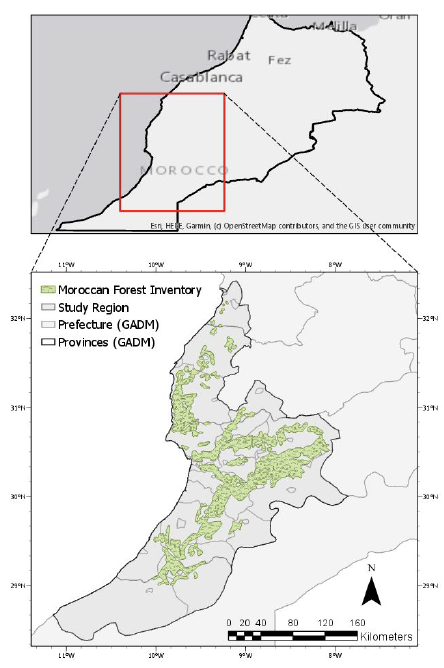 Melilla
Oran
Rabat
Fez
Casablanca
MOROCCO
Esri, HERE, Garmin, (c) OpenStreetMap contributors, and the GIS user community
11°W 10°W 9°W 8°W
Moroccan Forest Inventory
Study Region
Prefecture (GADM)
Provinces (GADM)
32°N 32°N
31°N 31°N
30°N 30°N
29°N 29°N
N
0 20 40 80 120 160
Kilometers
11°W 10°W 9°W 8°W